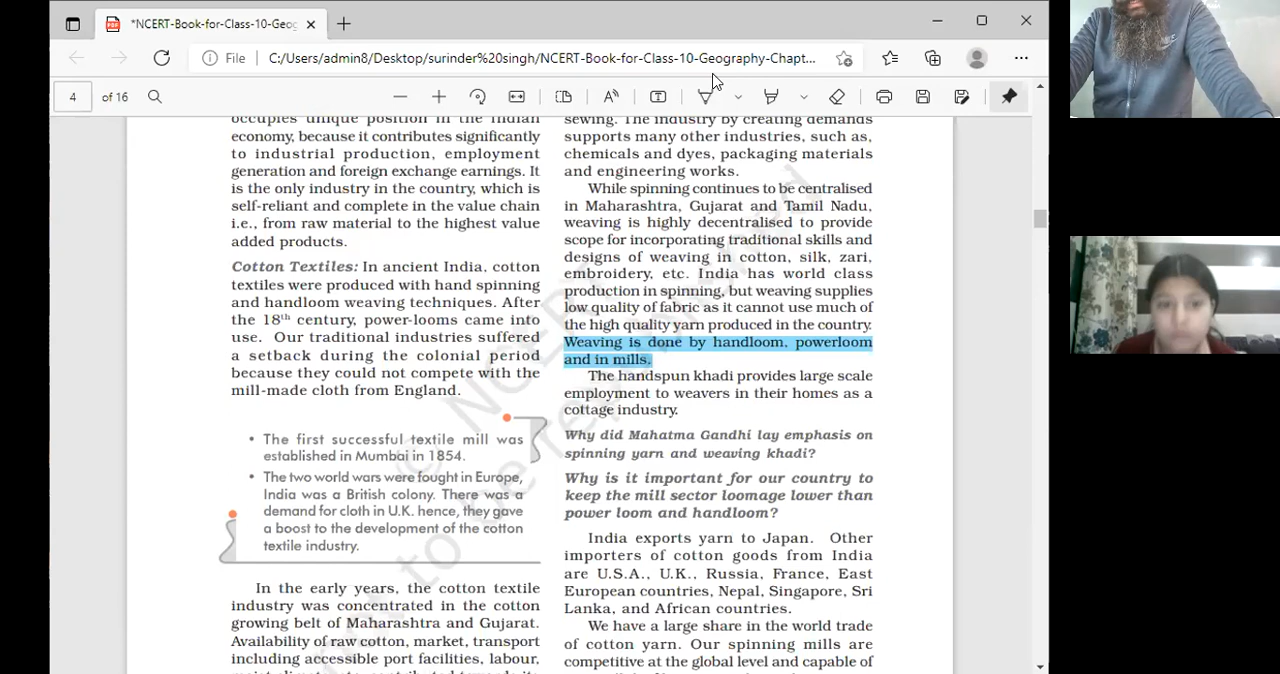 *NCERT-Book-for-Class-10-Geog
File
C:/Users/admin8/Desktop/surinder%20singh/NCERT-Book-for-Class-10-Geography-Chapt...
4 of 16
occupies unique position in the Indian
economy, because it contributes significantly
to industrial production, employment
generation and foreign exchange earnings. It
is the only industry in the country, which is
self-reliant and complete in the value chain
i.e., from raw material to the highest value
added products.
Cotton Textiles: In ancient India, cotton
textiles were produced with hand spinning
and handloom weaving techniques. After
the 18th century, power-looms came into
use. Our traditional industries suffered
a setback during the colonial period
because they could not compete with the
mill-made cloth from England.
• The first successful textile mill was
established in Mumbai in 1854.
• The two world wars were fought in Europe,
India was a British colony. There was a
demand for cloth in U.K. hence, they gave
a boost to the development of the cotton
textile industry.
In the early years, the cotton textile
industry was concentrated in the cotton
growing belt of Maharashtra and Gujarat.
Availability of raw cotton, market, transport
including accessible port facilities, labour,
sewing. The industry by creating demands
supports many other industries, such as,
chemicals and dyes, packaging materials
and engineering works.
While spinning continues to be centralised
in Maharashtra, Gujarat and Tamil Nadu,
weaving is highly decentralised to provide
scope for incorporating traditional skills and
designs of weaving in cotton, silk, zari,
embroidery, etc. India has world class
production in spinning, but weaving supplies
low quality of fabric as it cannot use much of
the high quality yarn produced in the country.
Weaving is done by handloom, powerloom
and in mills.
The handspun khadi provides large scale
employment to weavers in their homes as a
cottage industry.
Why did Mahatma Gandhi lay emphasis on
spinning yarn and weaving khadi?
Why is it important for our country to
keep the mill sector loomage lower than
power loom and handloom?
India exports yarn to Japan. Other
importers of cotton goods from India
are U.S.A., U.K., Russia, France, East
European countries, Nepal, Singapore, Sri
Lanka, and African countries.
We have a large share in the world trade
of cotton yarn. Our spinning mills are
competitive at the global level and capable of
© NCERT
not to be republished